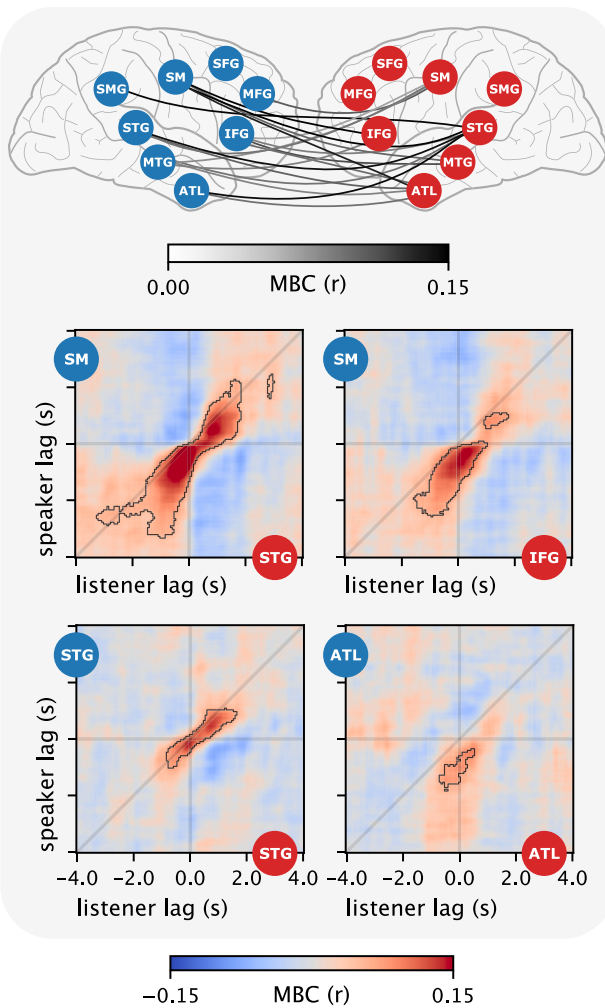 SFG SFG
SM SM
SMG MFG MFG SMG
STG IFG IFG STG
MTG MTG
ATL ATL
0.00 0.15
MBC (r)
SM SM
speaker lag (s)
STG IFG
listener lag (s) listener lag (s)
STG ATL
speaker lag (s)
STG ATL
−4.0 −2.0 0.0 2.0 4.0 −4.0 −2.0 0.0 2.0 4.0
listener lag (s) listener lag (s)
−0.15 0.15
MBC (r)